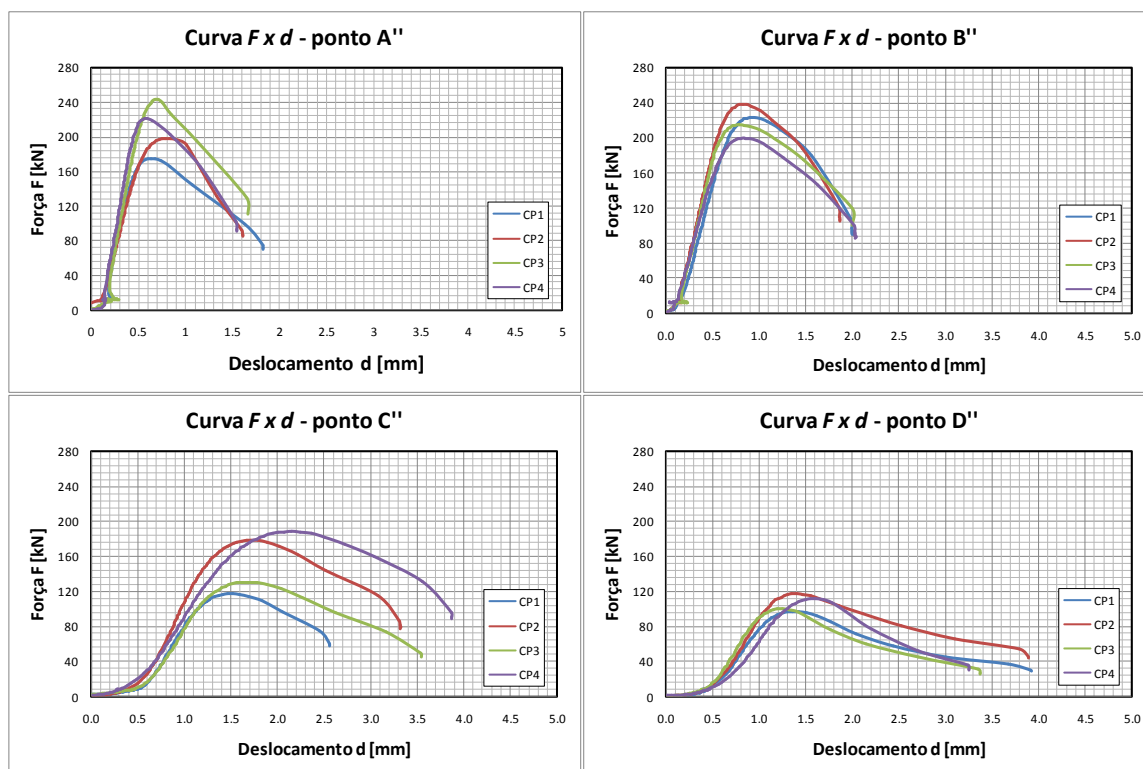 Curva F x d - ponto A''
Força F [kN]
280
240
200
160
120
80
40
0
CP1
CP2
CP3
CP4
0 0.5 1 1.5 2 2.5 3 3.5 4 4.5 5
Deslocamento d [mm]
Curva F x d - ponto B''
Força F [kN]
280
240
200
160
120
80
40
0
CP1
CP2
CP3
CP4
0.0 0.5 1.0 1.5 2.0 2.5 3.0 3.5 4.0 4.5 5.0
Deslocamento d [mm]
Curva F x d - ponto C''
Força F [kN]
280
240
200
160
120
80
40
0
CP1
CP2
CP3
CP4
0.0 0.5 1.0 1.5 2.0 2.5 3.0 3.5 4.0 4.5 5.0
Deslocamento d [mm]
Curva F x d - ponto D''
Força F [kN]
280
240
200
160
120
80
40
0
CP1
CP2
CP3
CP4
0.0 0.5 1.0 1.5 2.0 2.5 3.0 3.5 4.0 4.5 5.0
Deslocamento d [mm]